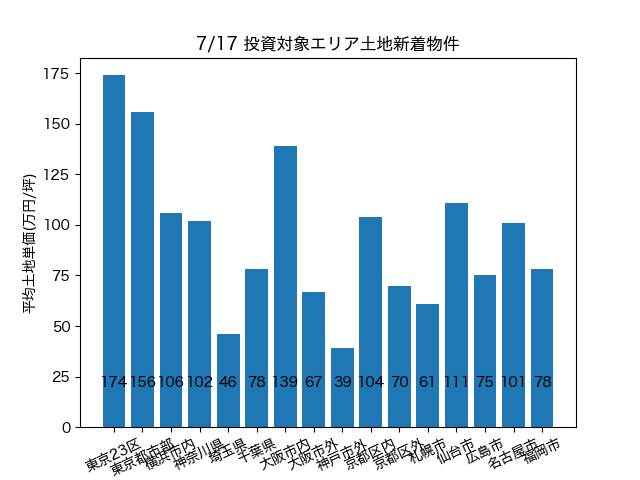 7/17 投資対象エリア土地新着物件
平均土地単価(万円/坪)
175
150
125
100
75
50
25
0
174 156 106 102 46 78 139 67 39 104 70 61 111 75 101 78
東京23区
東京都市部
横浜市内
神奈川県
埼玉県
千葉県
大阪市内
大阪市外
神戸市外
京都区内
京都区外
札幌市
仙台市
広島市
名古屋市
福岡市